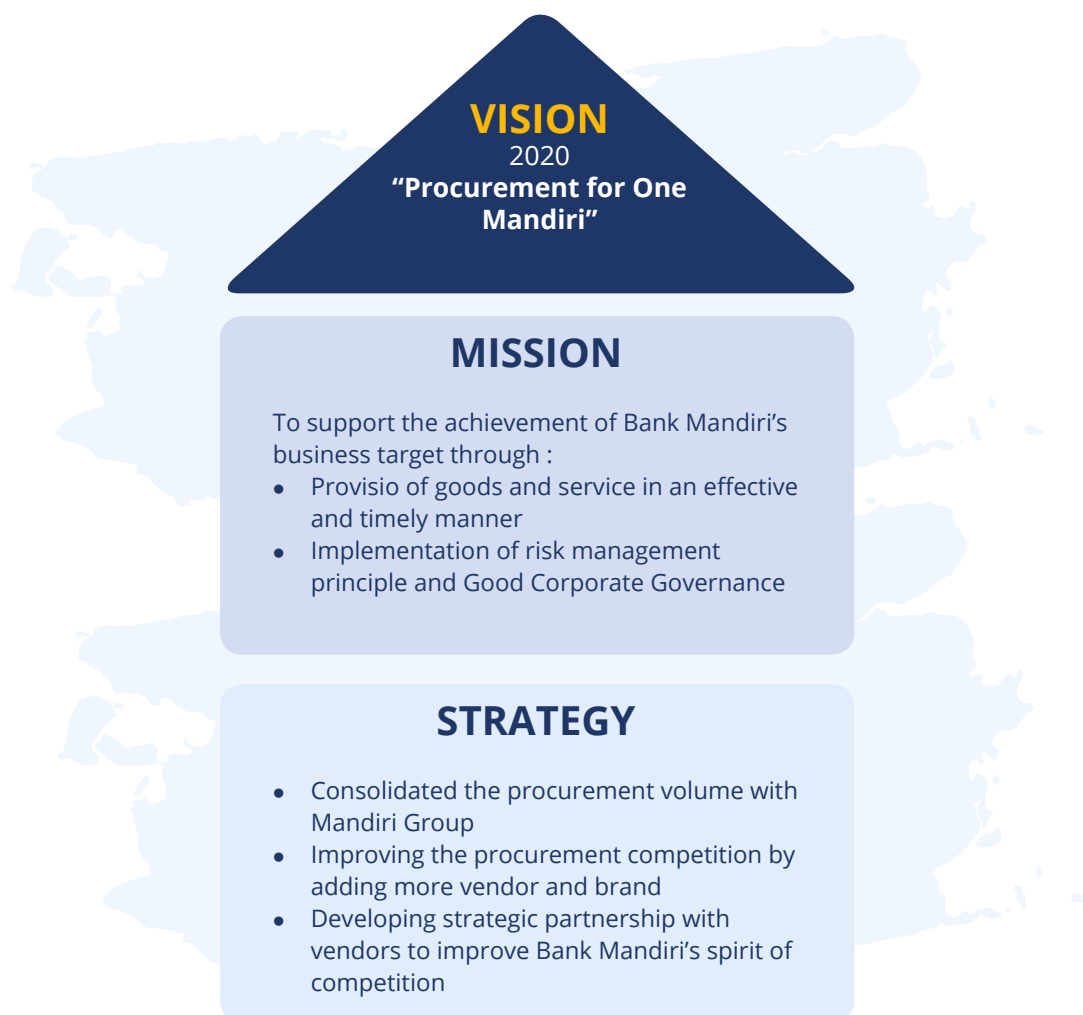 VISION
2020
“Procurement for One
Mandiri”
MISSION
To support the achievement of Bank Mandiri’s
business target through :
● Provisio of goods and service in an effective
and timely manner
● Implementation of risk management
principle and Good Corporate Governance
STRATEGY
● Consolidated the procurement volume with
Mandiri Group
● Improving the procurement competition by
adding more vendor and brand
● Developing strategic partnership with
vendors to improve Bank Mandiri’s spirit of
competition